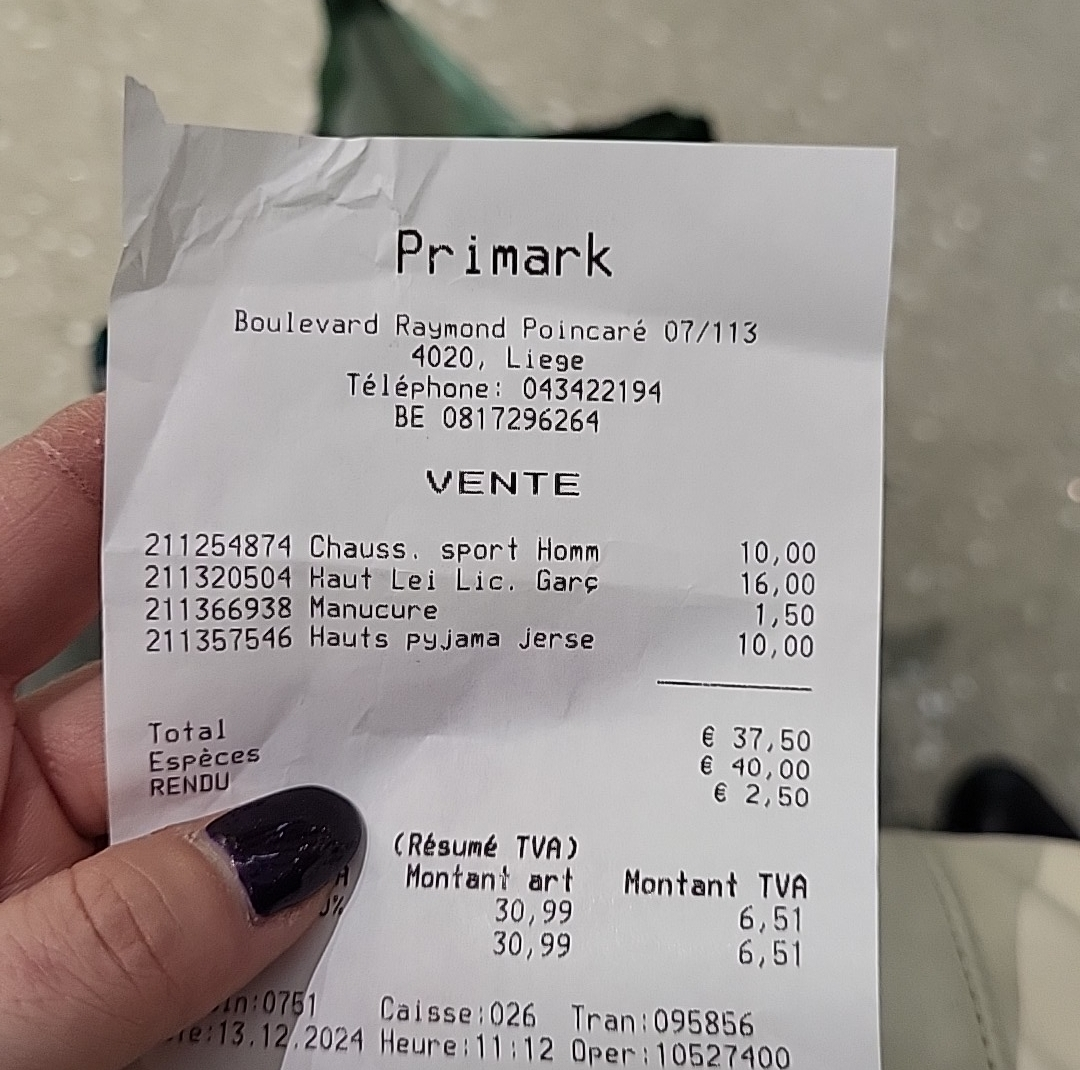 Primark
Boulevard Raymond Poincaré 07/113
4020, Liege
Téléphone: 043422194
BE 0817296264
VENTE
211254874 Chauss. sport Homm 10,00
211320504 Haut Lei Lic. Garç 16,00
211366938 Manucure 1,50
211357546 Hauts pyjama jerse 10,00
Total € 37,50
Espèces € 40,00
RENDU € 2,50
(Résumé TVA)
Montant art Montant TVA
30,99 6,51
30,99 6,51
:0751 Caisse:026 Tran:095856
:13.12.2024 Heure:11:12 Oper:10527400